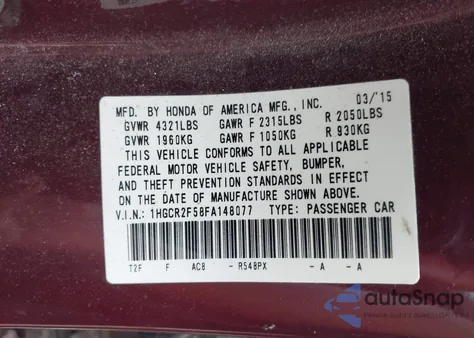 MFD. BY HONDA OF AMERICA MFG., INC. 03/'15
GVWR 4321LBS GAWR F 2315LBS R 2050LBS
GVWR 1960KG GAWR F 1050KG R 930KG
THIS VEHICLE CONFORMS TO ALL APPLICABLE
FEDERAL MOTOR VEHICLE SAFETY, BUMPER,
AND THEFT PREVENTION STANDARDS IN EFFECT
ON THE DATE OF MANUFACTURE SHOWN ABOVE.
V.I.N.: 1HGCR2F58FA148077 TYPE: PASSENGER CAR
T2F F AC8 - R548PX - A - A
autoSnap